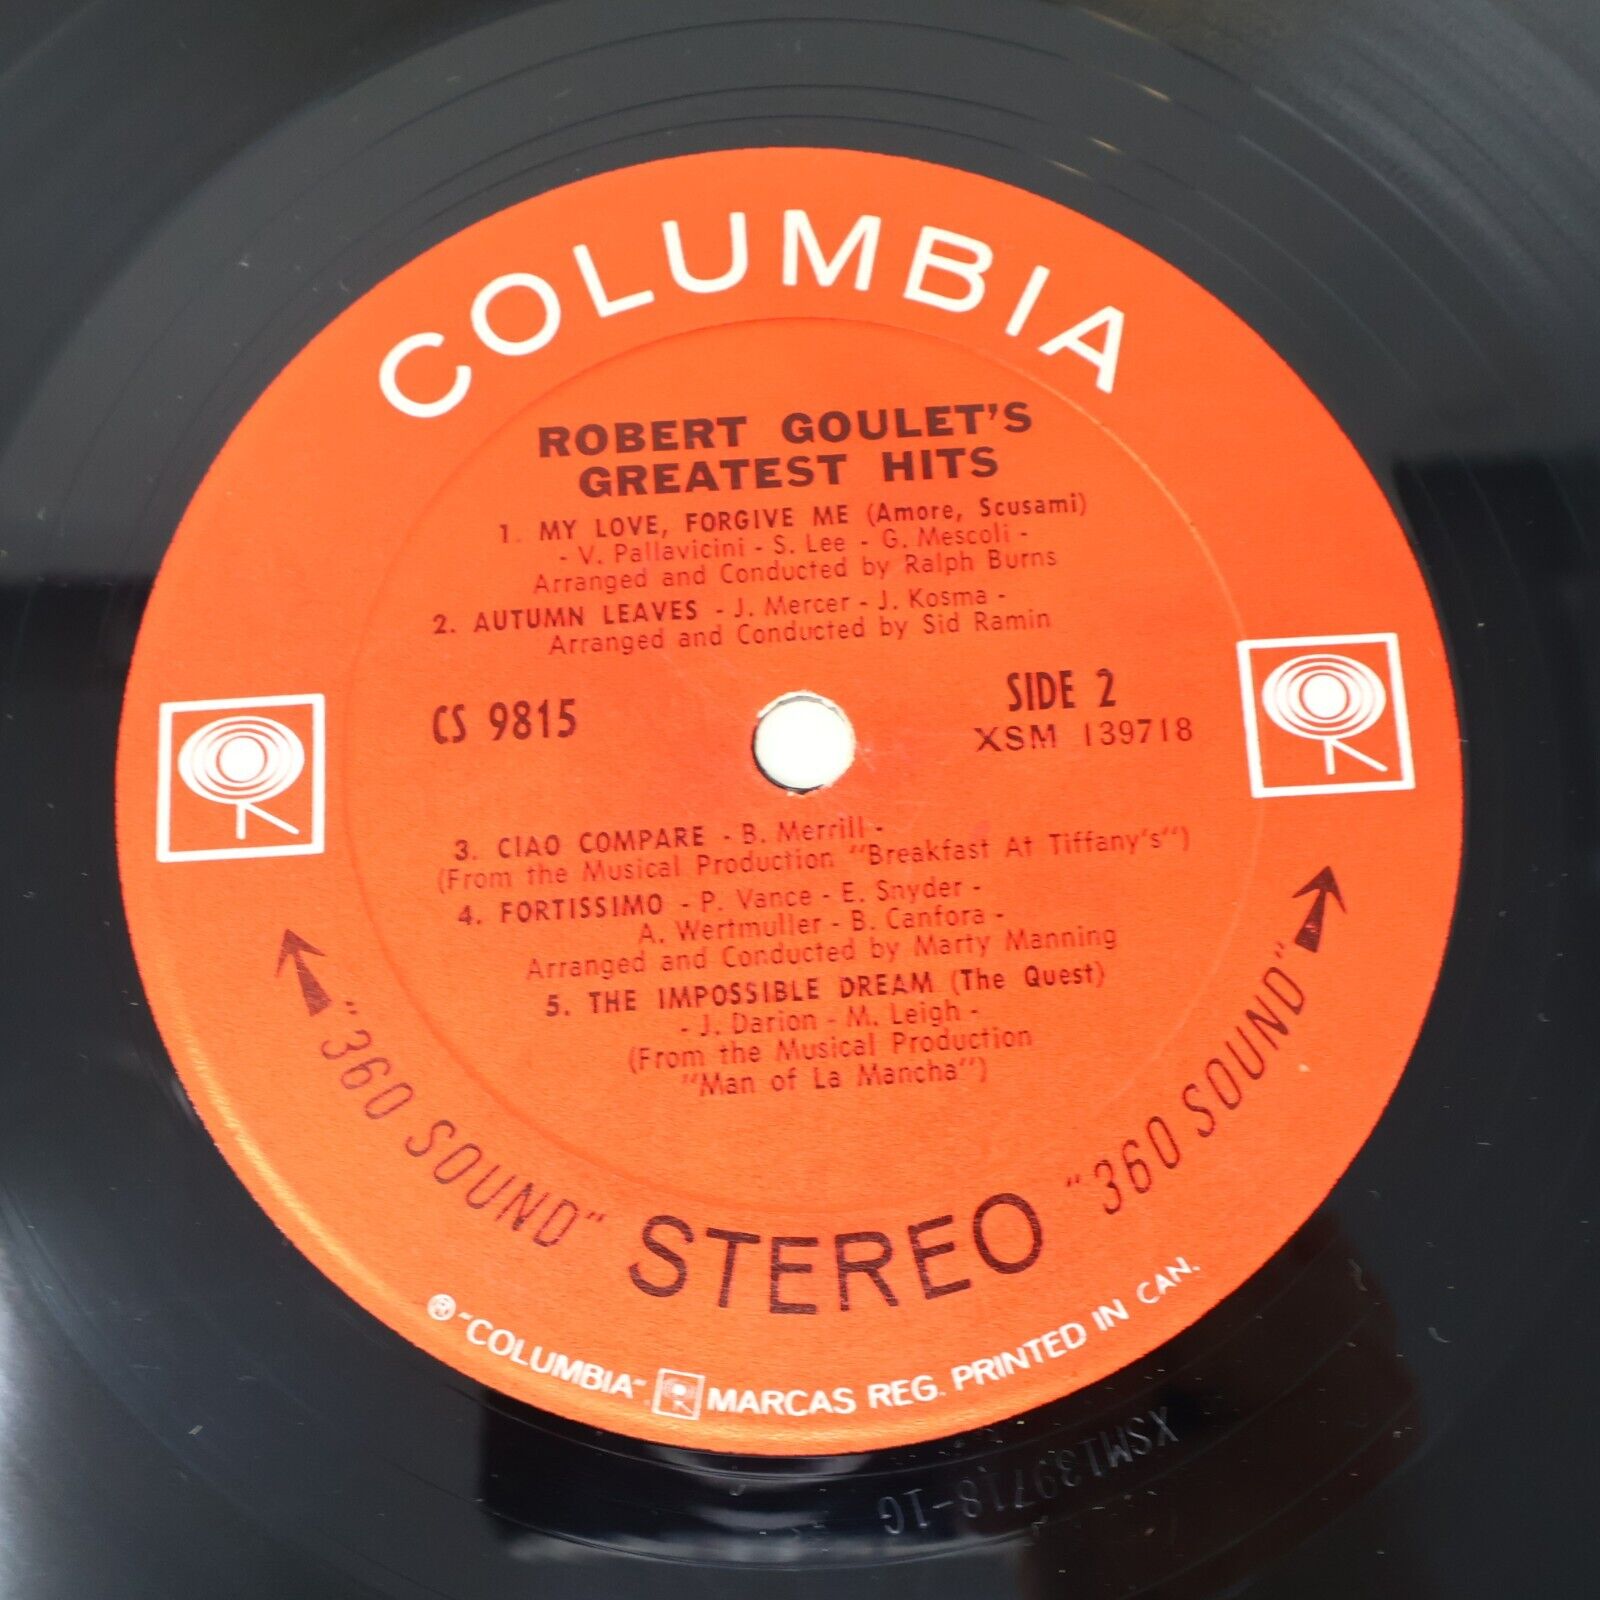 COLUMBIA
ROBERT GOULET'S
GREATEST HITS
1. MY LOVE, FORGIVE ME (Amore, Scusami)
- V. Pallavicini - S. Lee - G. Mescoli -
Arranged and Conducted by Ralph Burns
2. AUTUMN LEAVES - J. Mercer - J. Kosma -
Arranged and Conducted by Sid Ramin
CS 9815
SIDE 2
XSM 139718
3. CIAO COMPARE - B. Merrill -
(From the Musical Production "Breakfast At Tiffany's")
4. FORTISSIMO - P. Vance - E. Snyder -
A. Wertmuller - B. Canfora -
Arranged and Conducted by Marty Manning
5. THE IMPOSSIBLE DREAM (The Quest)
- J. Darion - M. Leigh -
(From the Musical Production
"Man of La Mancha")
"360 SOUND"
STEREO
"360 SOUND"
® "COLUMBIA" MARCAS REG. PRINTED IN CAN.
XSM139718-1G